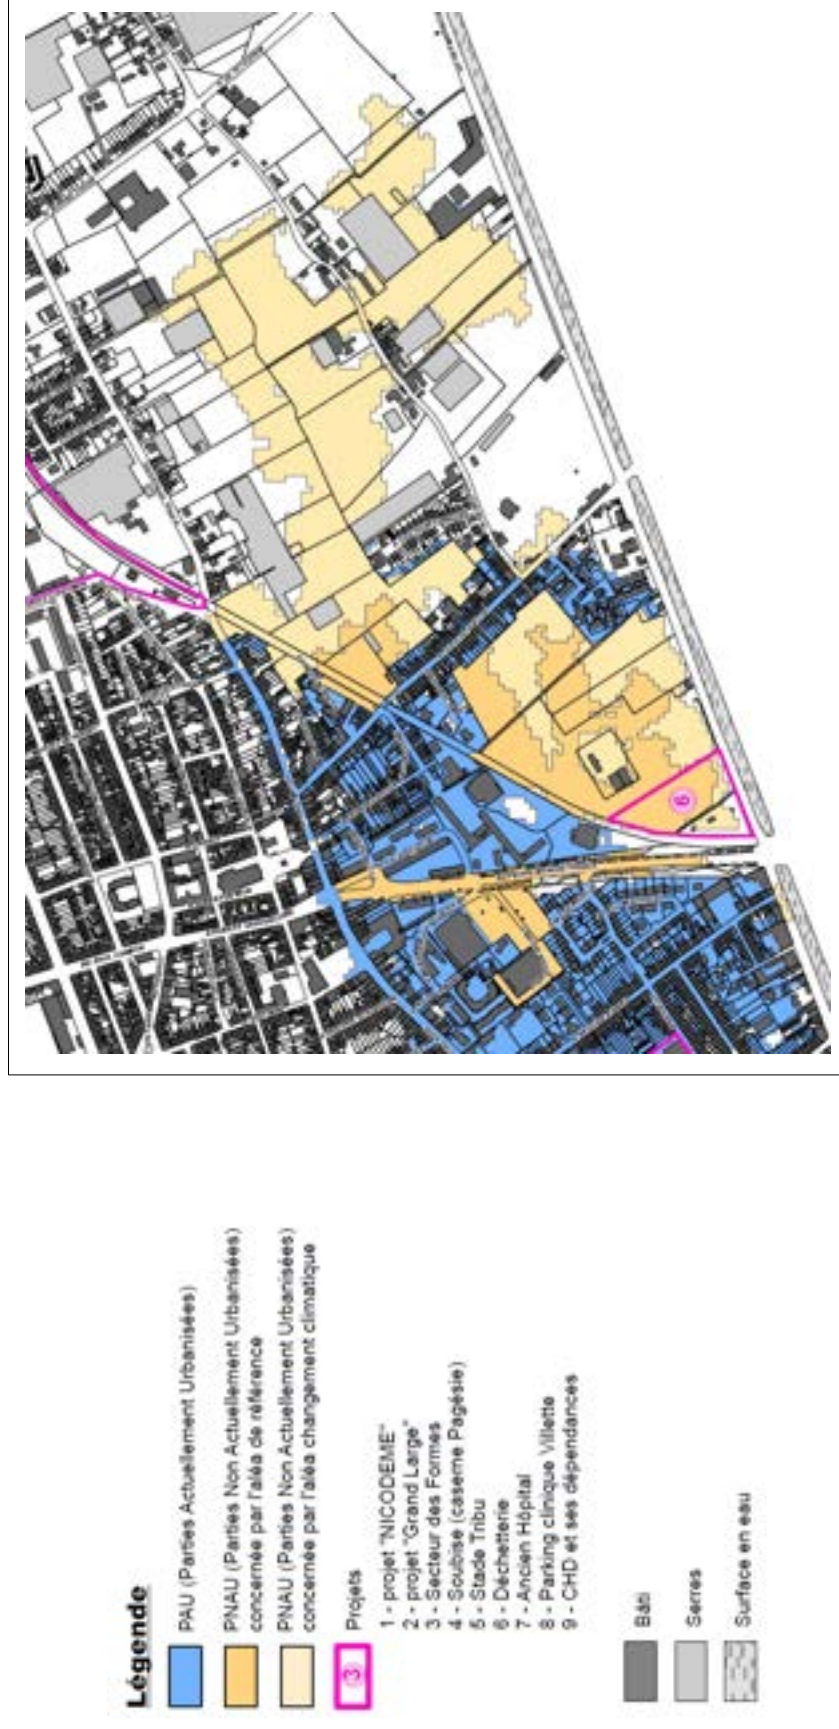 Légende
PAU (Parties Actuellement Urbanisées)
PNAU (Parties Non Actuellement Urbanisées)
concernée par l'aléa de référence
PNAU (Parties Non Actuellement Urbanisées)
concernée par l'aléa changement climatique
③ Projets
1 - projet "NICODEME"
2 - projet "Grand Large"
3 - Secteur des Formes
4 - Soubise (caserne Pagésie)
5 - Stade Tribu
6 - Déchetterie
7 - Ancien Hôpital
8 - Parking clinique Villette
9 - CHD et ses dépendances
Bâti
Serres
Surface en eau
⑥